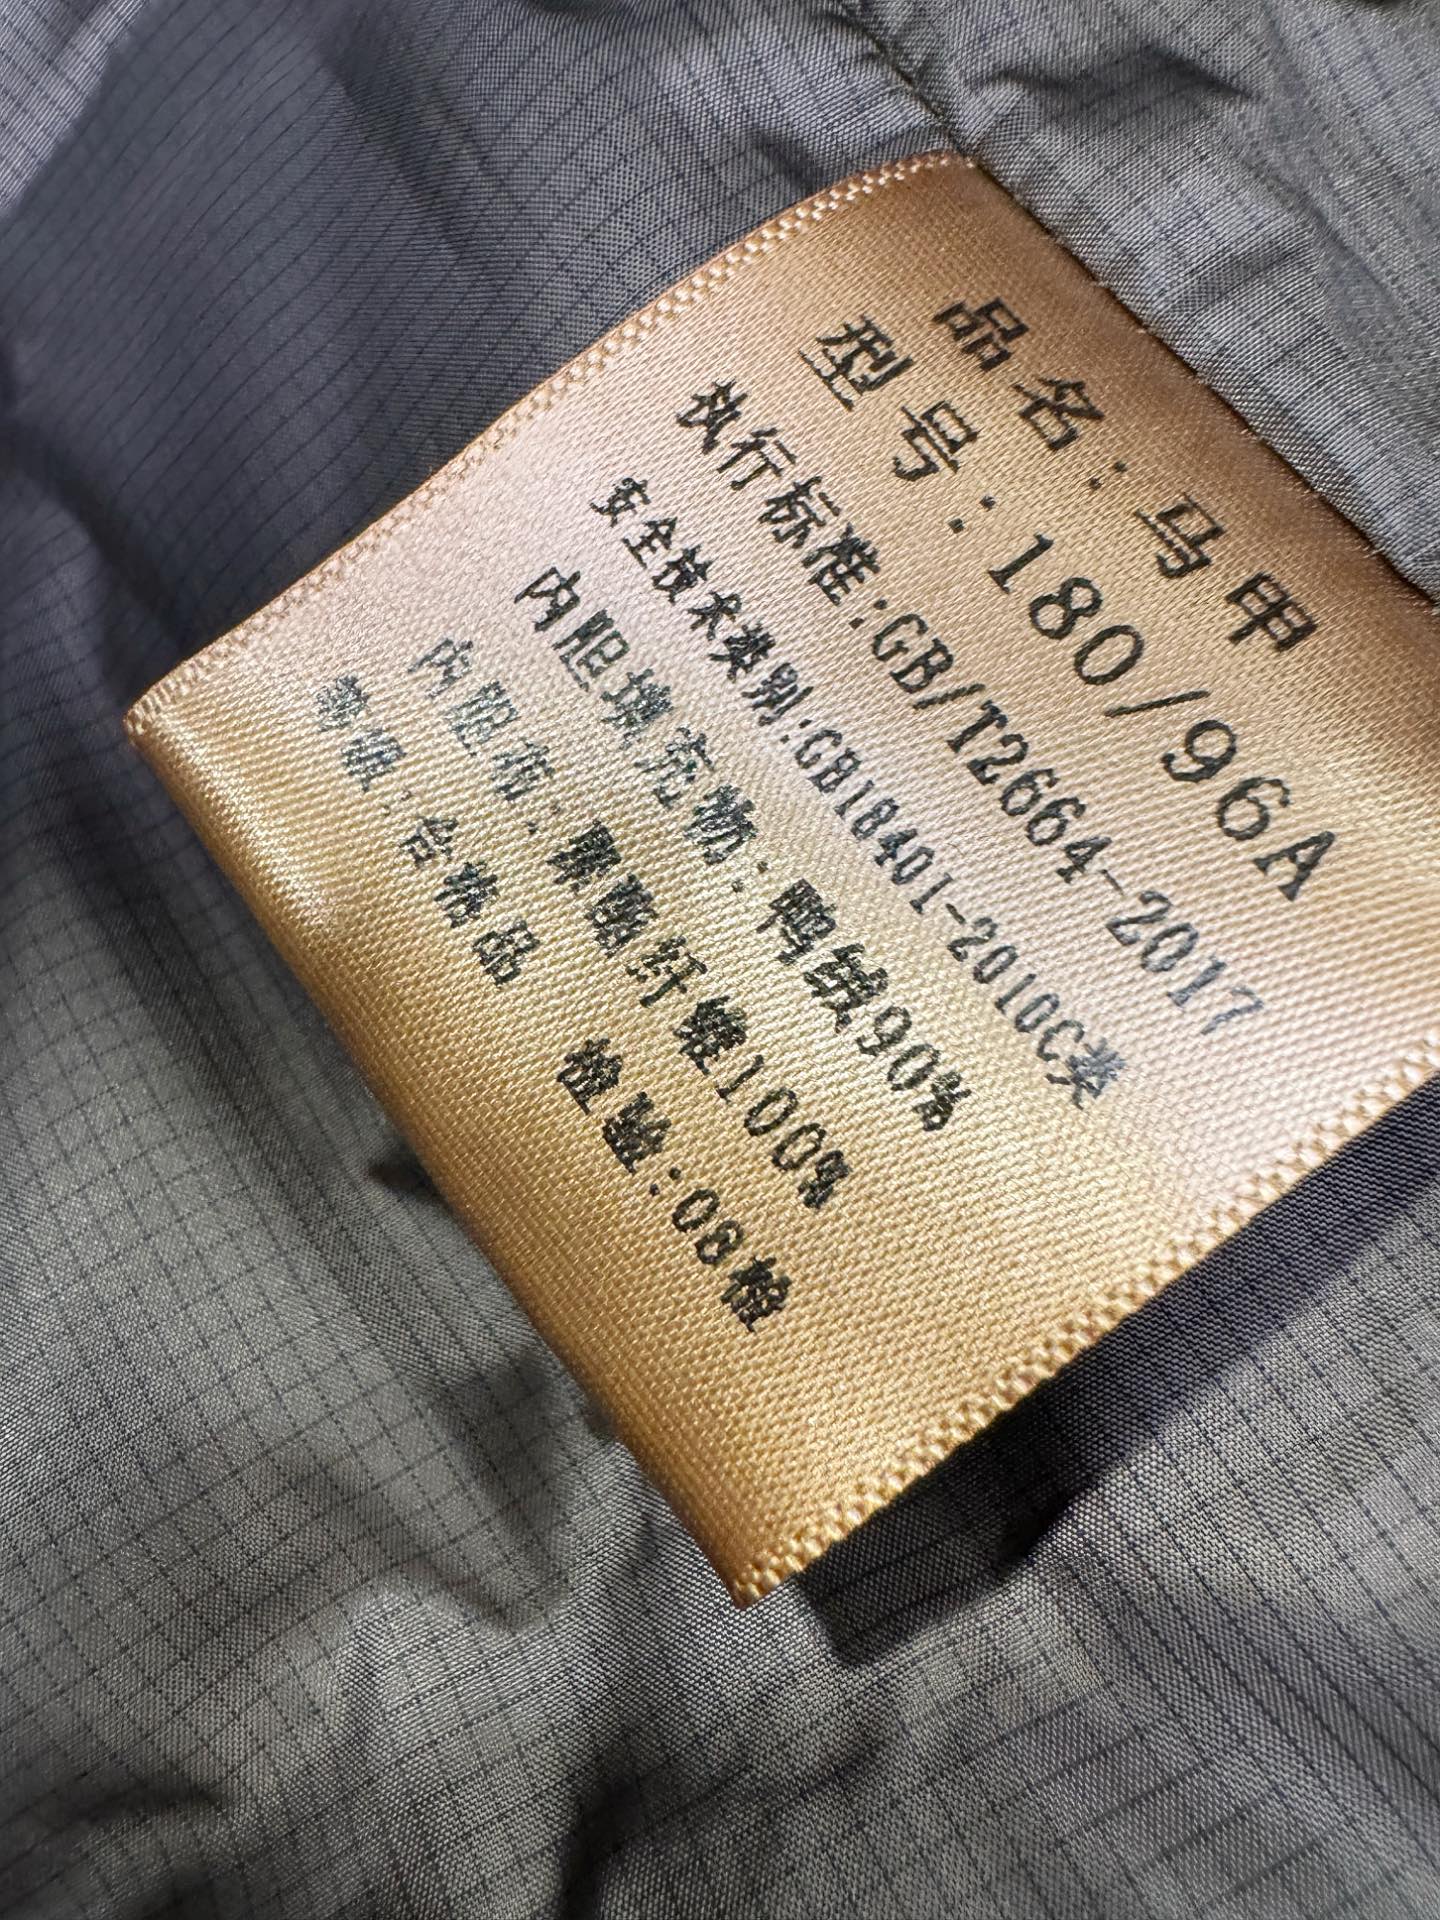 品名:马甲
型号:180/96A
执行标准:GB/T2664-2017
安全技术类别:GB18401-2010C类
内胆填充物:鸭绒90%
内胆布:聚酯纤维100%
等级:合格品 检验:08检